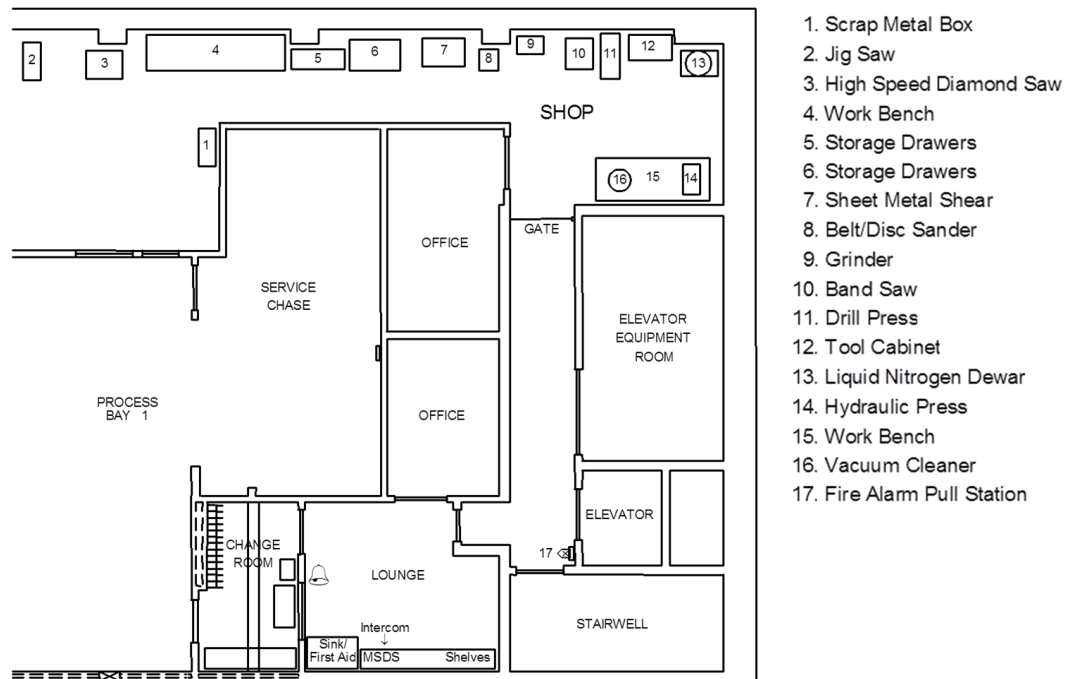 2
3
4
5
6
7
8
9
10
11
12
13
SHOP
1
16
15
14
GATE
OFFICE
SERVICE
CHASE
ELEVATOR
EQUIPMENT
ROOM
PROCESS
BAY 1
OFFICE
ELEVATOR
CHANGE
ROOM
17
LOUNGE
STAIRWELL
Intercom
Sink/
First Aid
MSDS
Shelves
1. Scrap Metal Box
2. Jig Saw
3. High Speed Diamond Saw
4. Work Bench
5. Storage Drawers
6. Storage Drawers
7. Sheet Metal Shear
8. Belt/Disc Sander
9. Grinder
10. Band Saw
11. Drill Press
12. Tool Cabinet
13. Liquid Nitrogen Dewar
14. Hydraulic Press
15. Work Bench
16. Vacuum Cleaner
17. Fire Alarm Pull Station